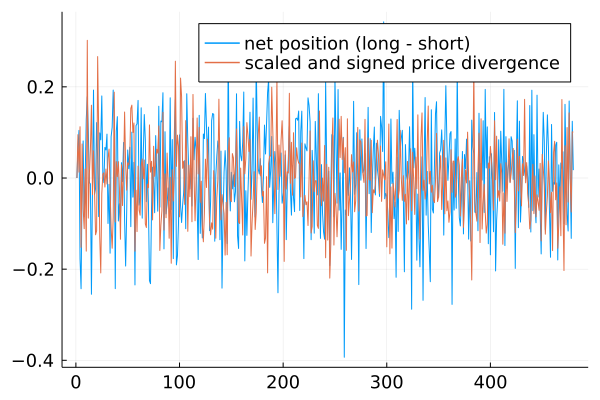 net position (long - short)
scaled and signed price divergence
0.2
0.0
−0.2
−0.4
0 100 200 300 400